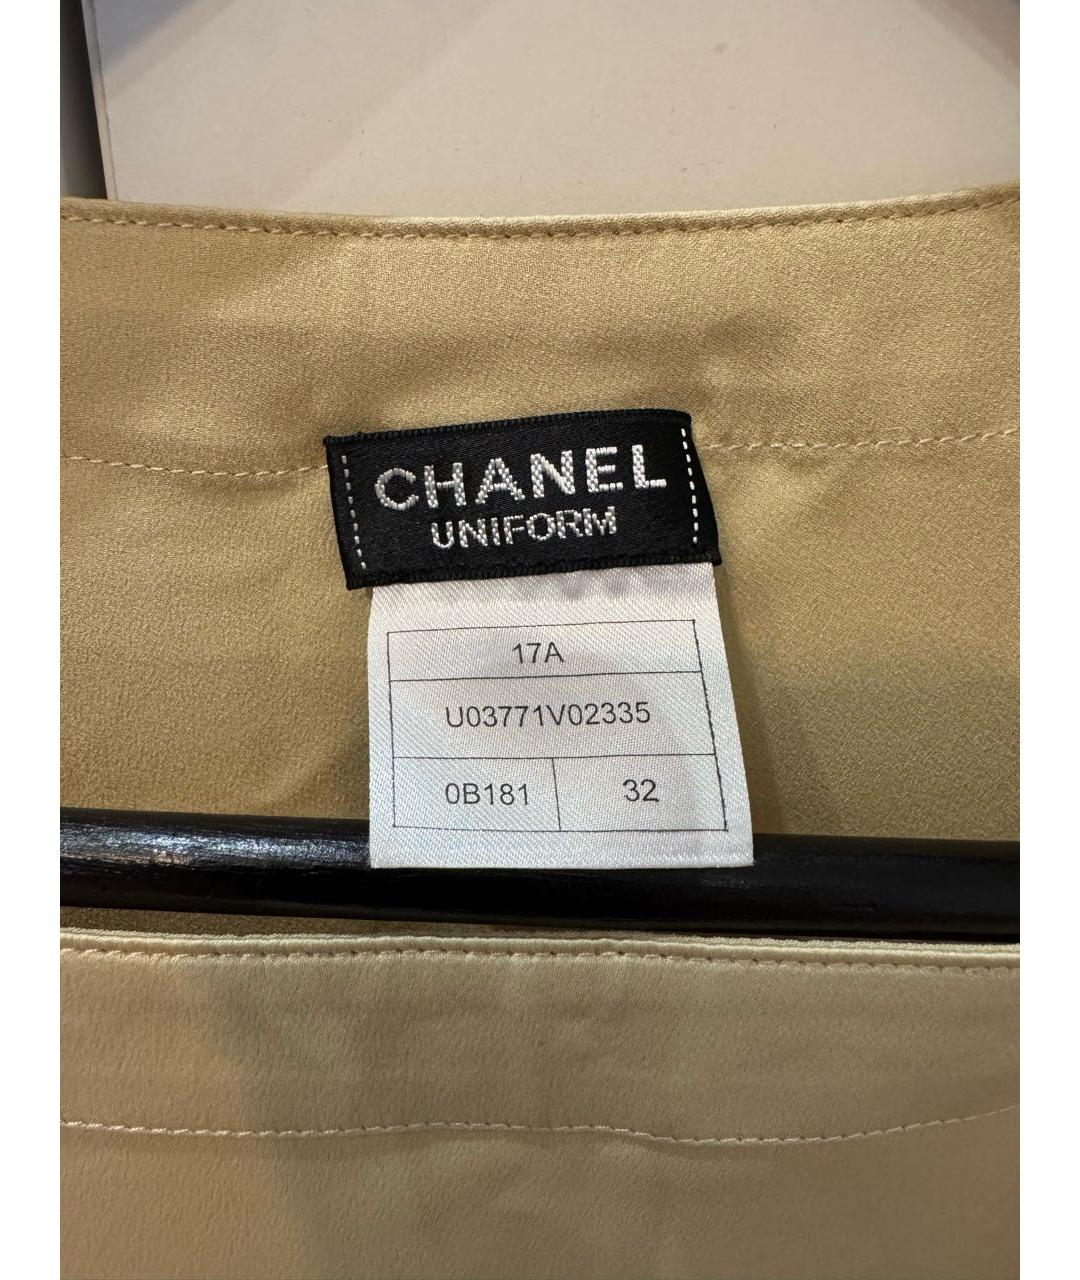 CHANEL
UNIFORM
17A
U03771V02335
0B181 32